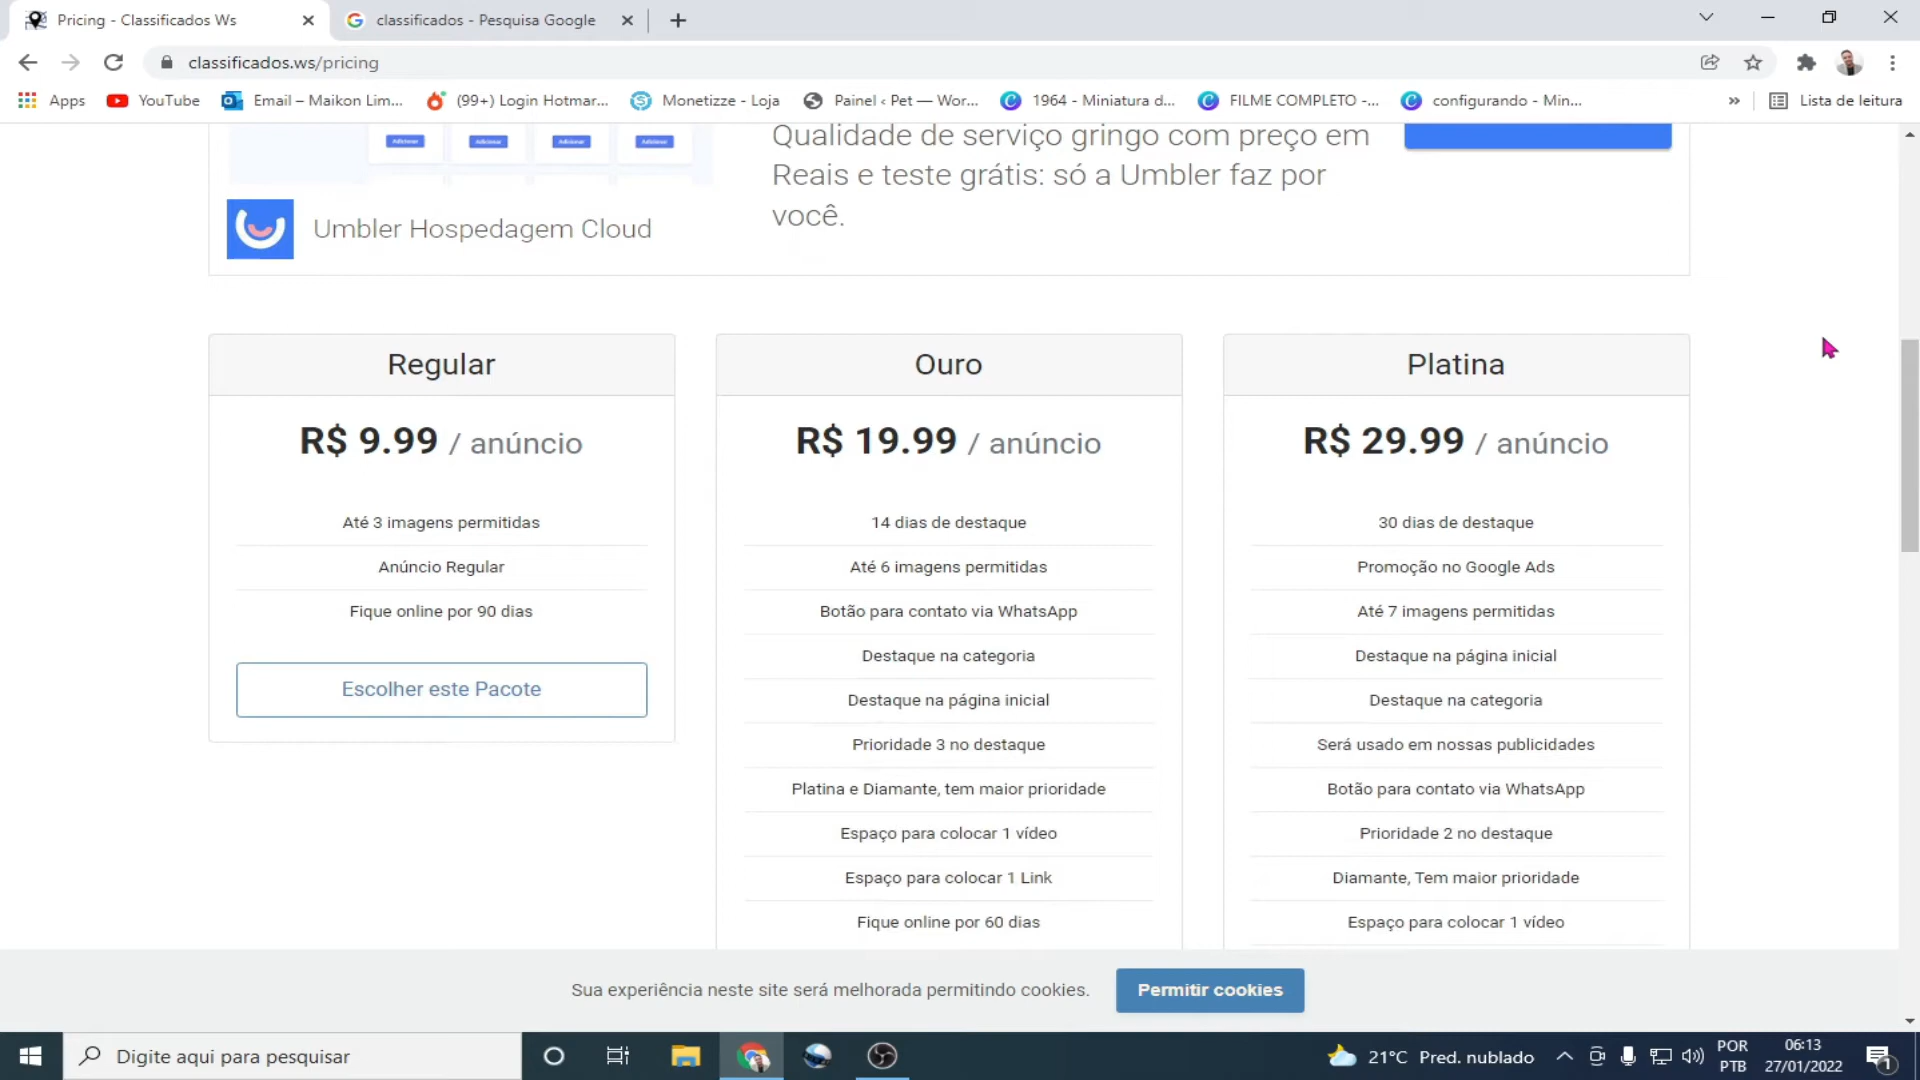 Pricing - Classificados Ws
classificados - Pesquisa Google
classificados.ws/pricing
Apps
YouTube
Email – Maikon Lim...
(99+) Login Hotmar...
Monetizze - Loja
Painel ‹ Pet — Wor...
1964 - Miniatura d...
FILME COMPLETO -...
configurando - Min...
»
Lista de leitura
Adicionar Adicionar Adicionar Adicionar
Qualidade de serviço gringo com preço em
Reais e teste grátis: só a Umbler faz por
você.
Umbler Hospedagem Cloud
Regular
R$ 9.99 / anúncio
Até 3 imagens permitidas
Anúncio Regular
Fique online por 90 dias
Escolher este Pacote
Ouro
R$ 19.99 / anúncio
14 dias de destaque
Até 6 imagens permitidas
Botão para contato via WhatsApp
Destaque na categoria
Destaque na página inicial
Prioridade 3 no destaque
Platina e Diamante, tem maior prioridade
Espaço para colocar 1 vídeo
Espaço para colocar 1 Link
Fique online por 60 dias
Platina
R$ 29.99 / anúncio
30 dias de destaque
Promoção no Google Ads
Até 7 imagens permitidas
Destaque na página inicial
Destaque na categoria
Será usado em nossas publicidades
Botão para contato via WhatsApp
Prioridade 2 no destaque
Diamante, Tem maior prioridade
Espaço para colocar 1 vídeo
Sua experiência neste site será melhorada permitindo cookies.
Permitir cookies
Digite aqui para pesquisar
21°C Pred. nublado
POR
PTB
06:13
27/01/2022
1